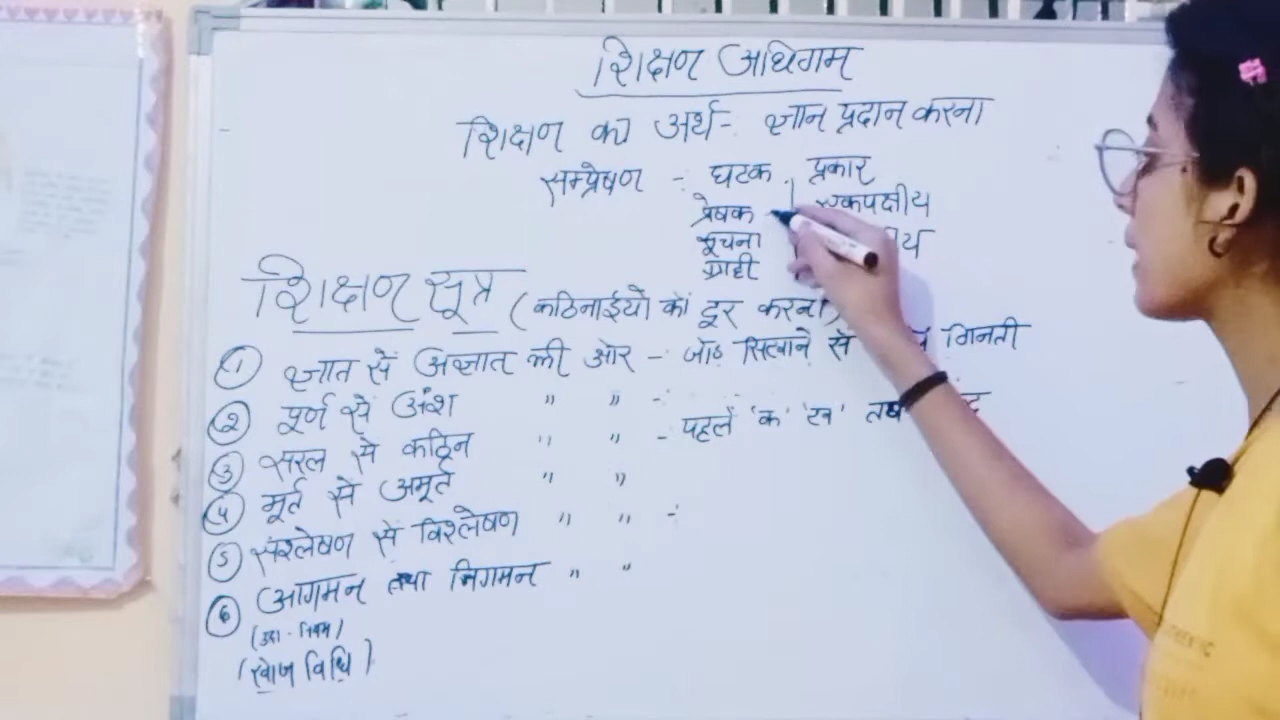 शिक्षण अधिगम
शिक्षण का अर्थ - ज्ञान प्रदान करना
सम्प्रेषण -: घटक, प्रकार
प्रेषक एकपक्षीय
सूचना
ग्राही
शिक्षण सूत्र (कठिनाईयो को दूर करना)
① ज्ञात से अज्ञात की ओर - जोड़ सिखाने से गिनती
② पूर्ण से अंश " " -:
③ सरल से कठिन " " - पहले 'क' 'ख' तब
④ मूर्त से अमूर्त " "
⑤ संश्लेषण से विश्लेषण " " -:
⑥ आगमन तथा निगमन " "
(उदा - नियम)
(खोज विधि)